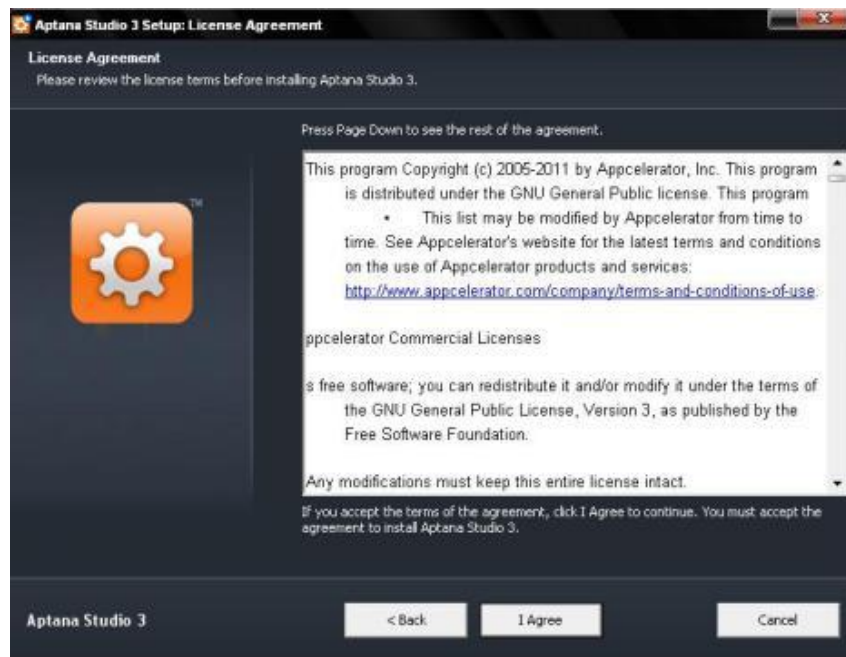 Aptana Studio 3 Setup: License Agreement
License Agreement
Please review the license terms before installing Aptana Studio 3.
Press Page Down to see the rest of the agreement.
This program Copyright (c) 2005-2011 by Appcelerator, Inc. This program
is distributed under the GNU General Public license. This program
• This list may be modified by Appcelerator from time to
time. See Appcelerator's website for the latest terms and conditions
on the use of Appcelerator products and services:
http://www.appcelerator.com/company/terms-and-conditions-of-use.
ppcelerator Commercial Licenses
s free software; you can redistribute it and/or modify it under the terms of
the GNU General Public License, Version 3, as published by the
Free Software Foundation.
Any modifications must keep this entire license intact.
If you accept the terms of the agreement, click I Agree to continue. You must accept the
agreement to install Aptana Studio 3.
TM
Aptana Studio 3
< Back
I Agree
Cancel